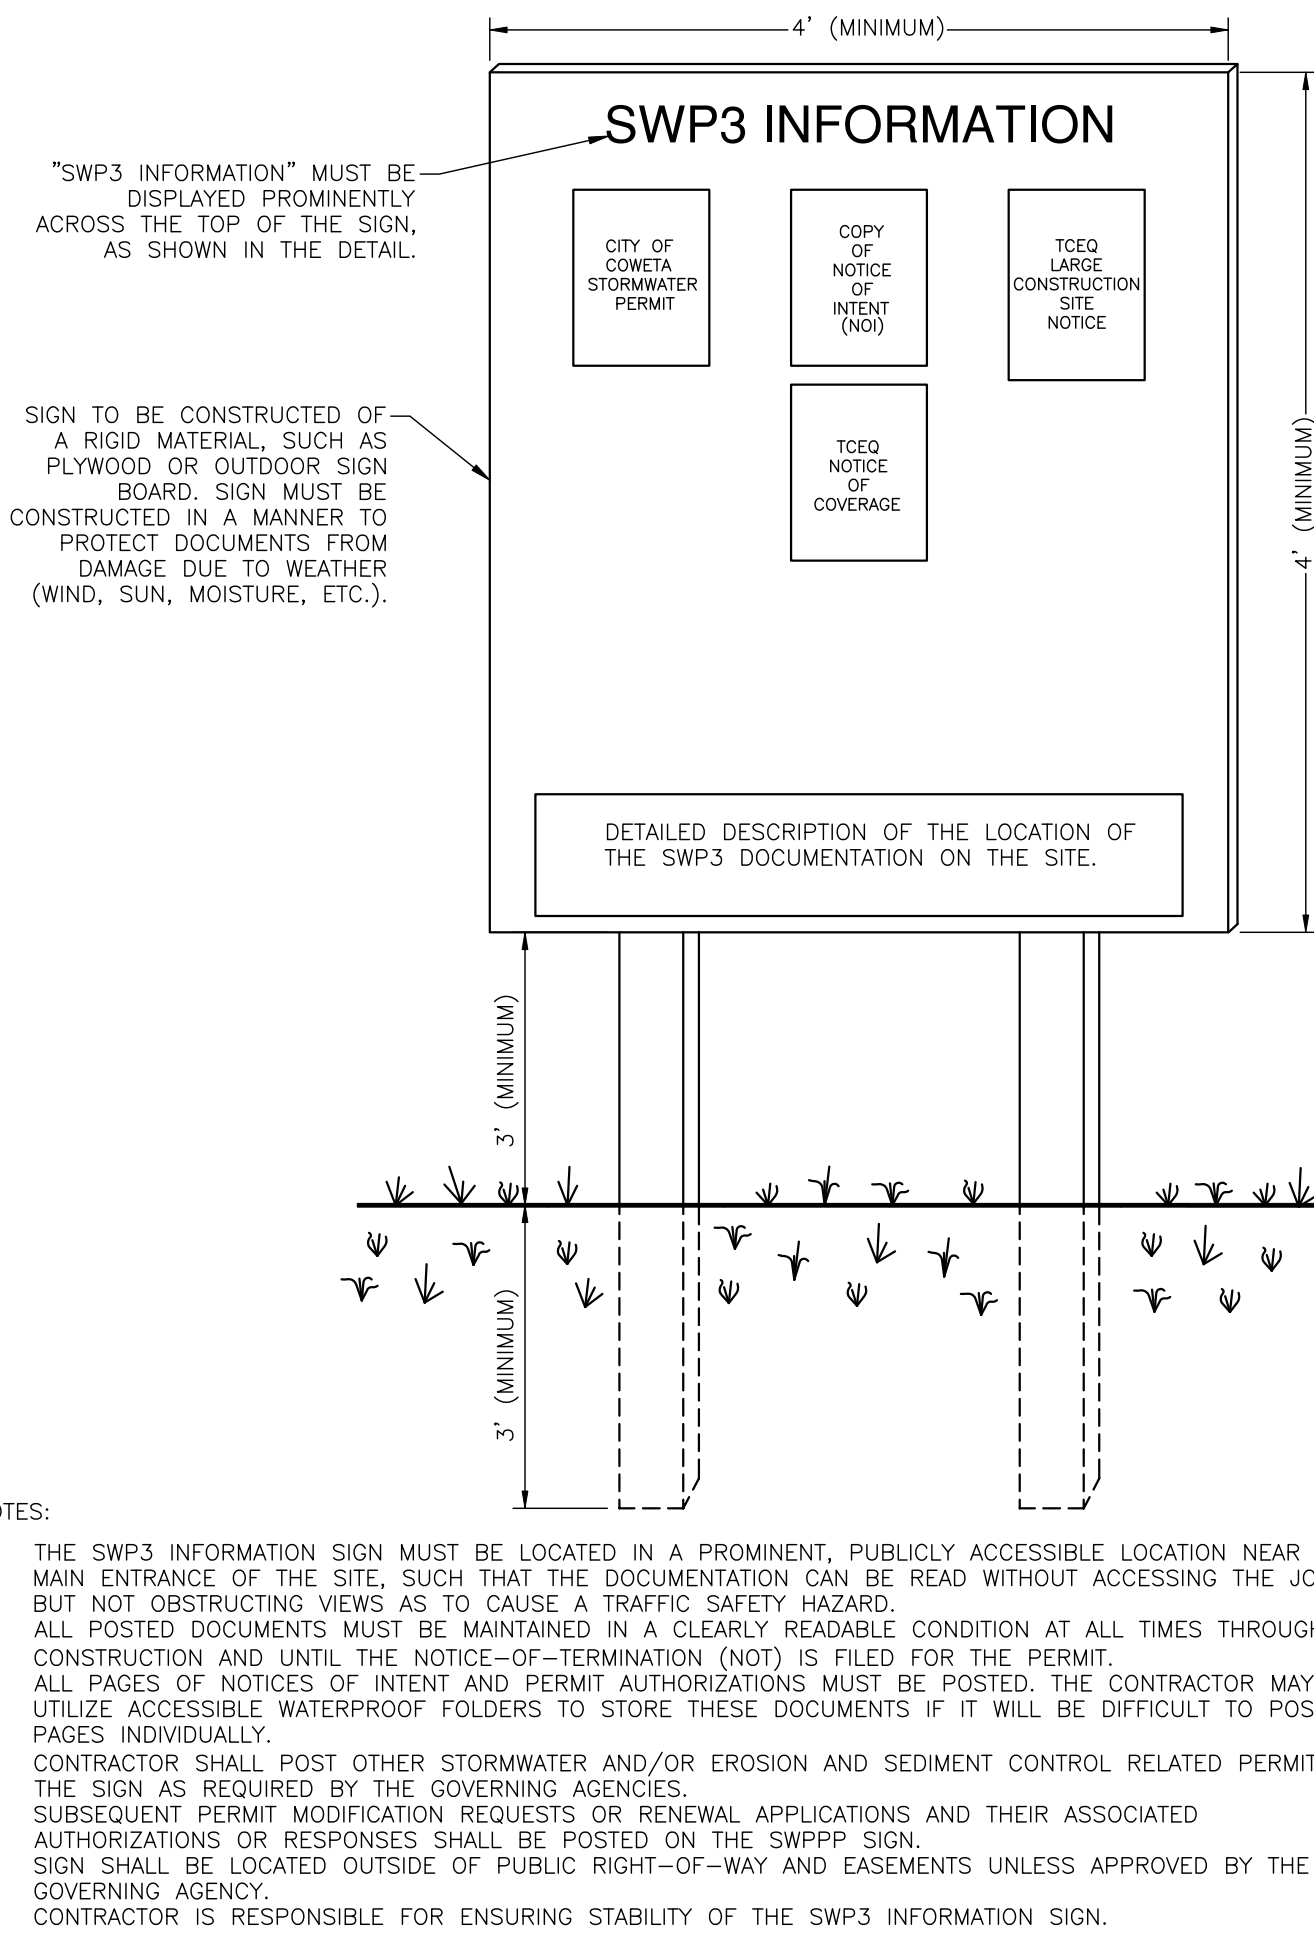 4' (MINIMUM)
SWP3 INFORMATION
"SWP3 INFORMATION" MUST BE
DISPLAYED PROMINENTLY
ACROSS THE TOP OF THE SIGN,
AS SHOWN IN THE DETAIL.
CITY OF
COWETA
STORMWATER
PERMIT
COPY
OF
NOTICE
OF
INTENT
(NOI)
TCEQ
LARGE
CONSTRUCTION
SITE
NOTICE
SIGN TO BE CONSTRUCTED OF
A RIGID MATERIAL, SUCH AS
PLYWOOD OR OUTDOOR SIGN
BOARD. SIGN MUST BE
CONSTRUCTED IN A MANNER TO
PROTECT DOCUMENTS FROM
DAMAGE DUE TO WEATHER
(WIND, SUN, MOISTURE, ETC.).
TCEQ
NOTICE
OF
COVERAGE
4' (MINIMUM)
DETAILED DESCRIPTION OF THE LOCATION OF
THE SWP3 DOCUMENTATION ON THE SITE.
3' (MINIMUM)
3' (MINIMUM)
OTES:
THE SWP3 INFORMATION SIGN MUST BE LOCATED IN A PROMINENT, PUBLICLY ACCESSIBLE LOCATION NEAR
MAIN ENTRANCE OF THE SITE, SUCH THAT THE DOCUMENTATION CAN BE READ WITHOUT ACCESSING THE JO
BUT NOT OBSTRUCTING VIEWS AS TO CAUSE A TRAFFIC SAFETY HAZARD.
ALL POSTED DOCUMENTS MUST BE MAINTAINED IN A CLEARLY READABLE CONDITION AT ALL TIMES THROUGH
CONSTRUCTION AND UNTIL THE NOTICE-OF-TERMINATION (NOT) IS FILED FOR THE PERMIT.
ALL PAGES OF NOTICES OF INTENT AND PERMIT AUTHORIZATIONS MUST BE POSTED. THE CONTRACTOR MAY
UTILIZE ACCESSIBLE WATERPROOF FOLDERS TO STORE THESE DOCUMENTS IF IT WILL BE DIFFICULT TO POS
PAGES INDIVIDUALLY.
CONTRACTOR SHALL POST OTHER STORMWATER AND/OR EROSION AND SEDIMENT CONTROL RELATED PERMIT
THE SIGN AS REQUIRED BY THE GOVERNING AGENCIES.
SUBSEQUENT PERMIT MODIFICATION REQUESTS OR RENEWAL APPLICATIONS AND THEIR ASSOCIATED
AUTHORIZATIONS OR RESPONSES SHALL BE POSTED ON THE SWPPP SIGN.
SIGN SHALL BE LOCATED OUTSIDE OF PUBLIC RIGHT-OF-WAY AND EASEMENTS UNLESS APPROVED BY THE
GOVERNING AGENCY.
CONTRACTOR IS RESPONSIBLE FOR ENSURING STABILITY OF THE SWP3 INFORMATION SIGN.